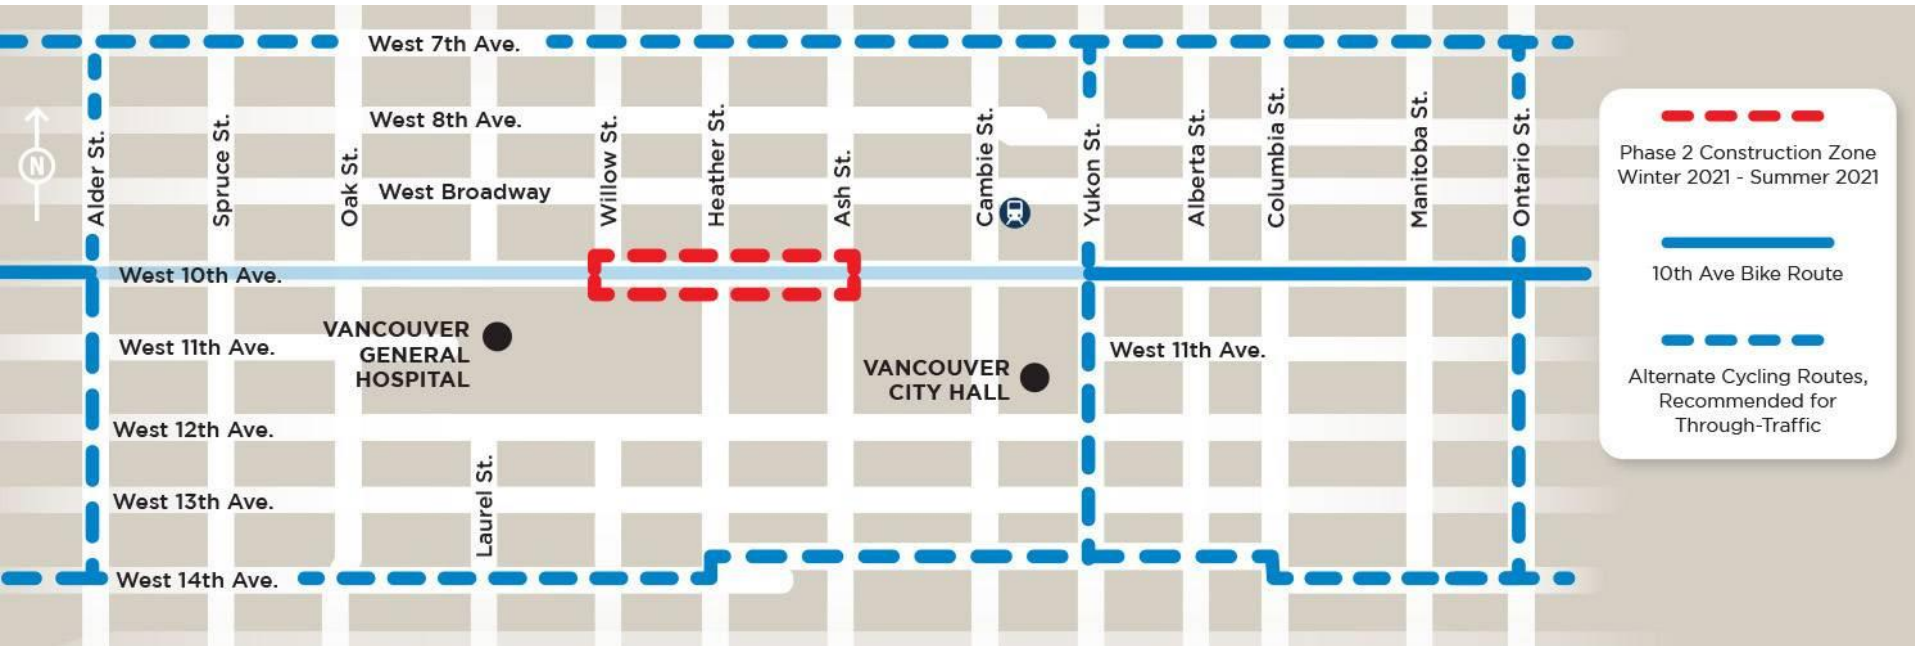 West 7th Ave.
West 8th Ave.
West Broadway
N
Alder St.
Spruce St.
Oak St.
Willow St.
Heather St.
Ash St.
Cambie St.
Yukon St.
Alberta St.
Columbia St.
Manitoba St.
Ontario St.
West 10th Ave.
VANCOUVER
GENERAL
HOSPITAL
West 11th Ave.
VANCOUVER
CITY HALL
West 11th Ave.
West 12th Ave.
West 13th Ave.
Laurel St.
West 14th Ave.
Phase 2 Construction Zone
Winter 2021 - Summer 2021
10th Ave Bike Route
Alternate Cycling Routes,
Recommended for
Through-Traffic